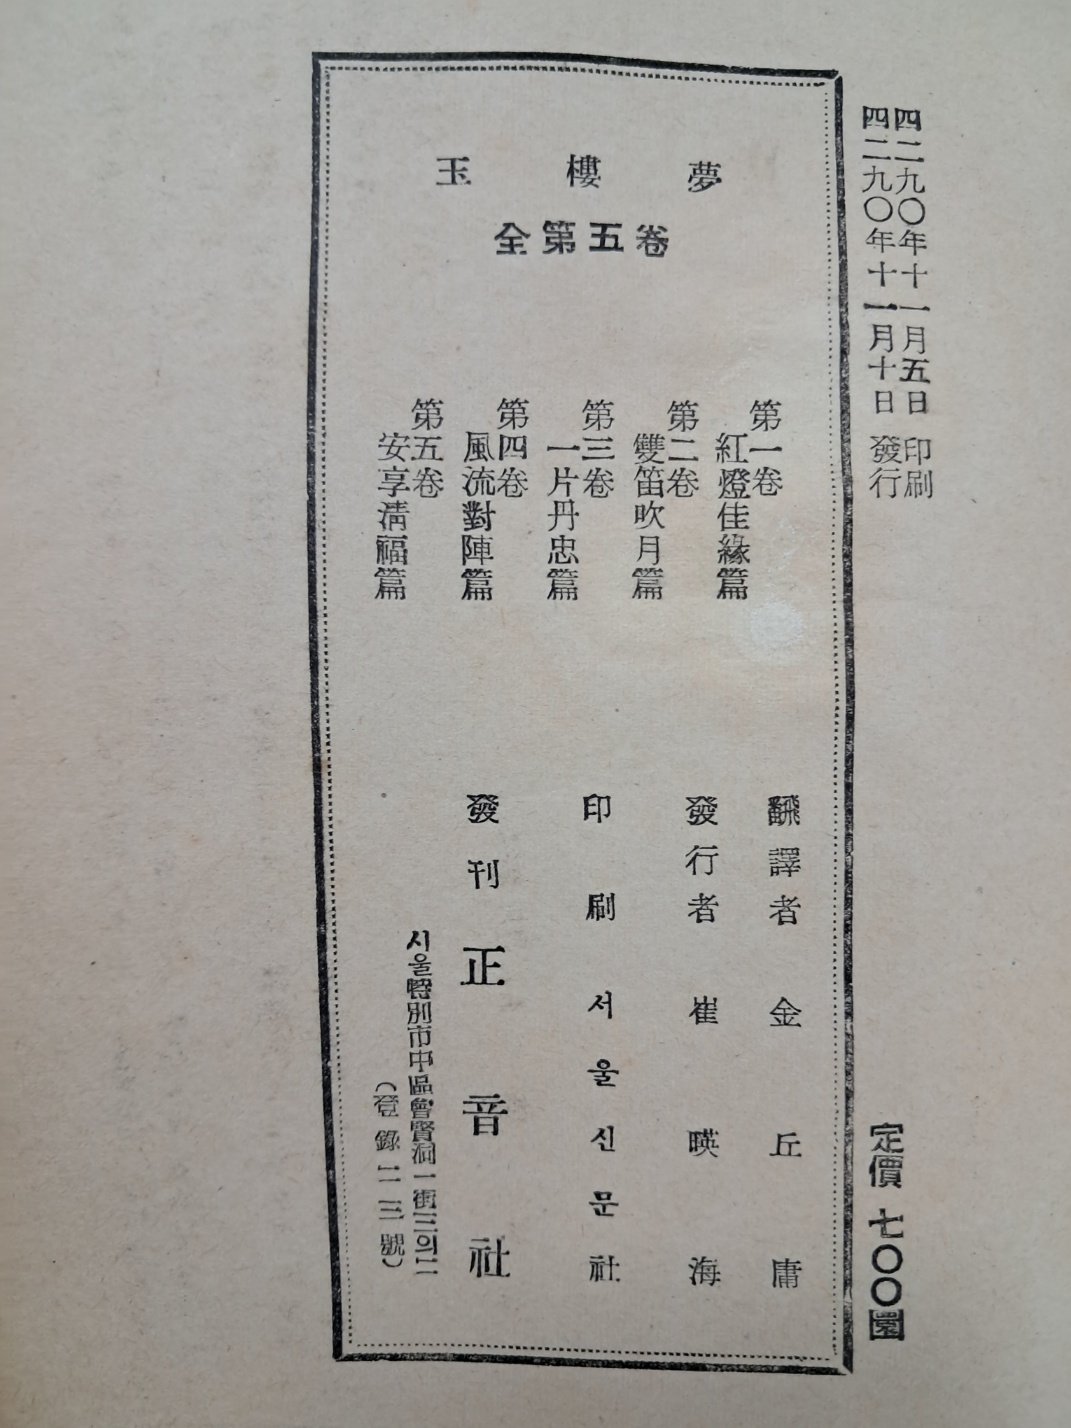 四二九〇年十一月五日 印刷
四二九〇年十一月十日 發行
定價 七〇〇圜
玉樓夢
全第五卷
第一卷
紅燈佳緣篇
第二卷
雙笛吹月篇
第三卷
一片丹忠篇
第四卷
風流對陣篇
第五卷
安享淸福篇
飜譯者 金丘庸
發行者 崔暎海
印刷 서울신문社
發刊 正音社
서울特別市中區會賢洞一街三의二
(登錄二三號)